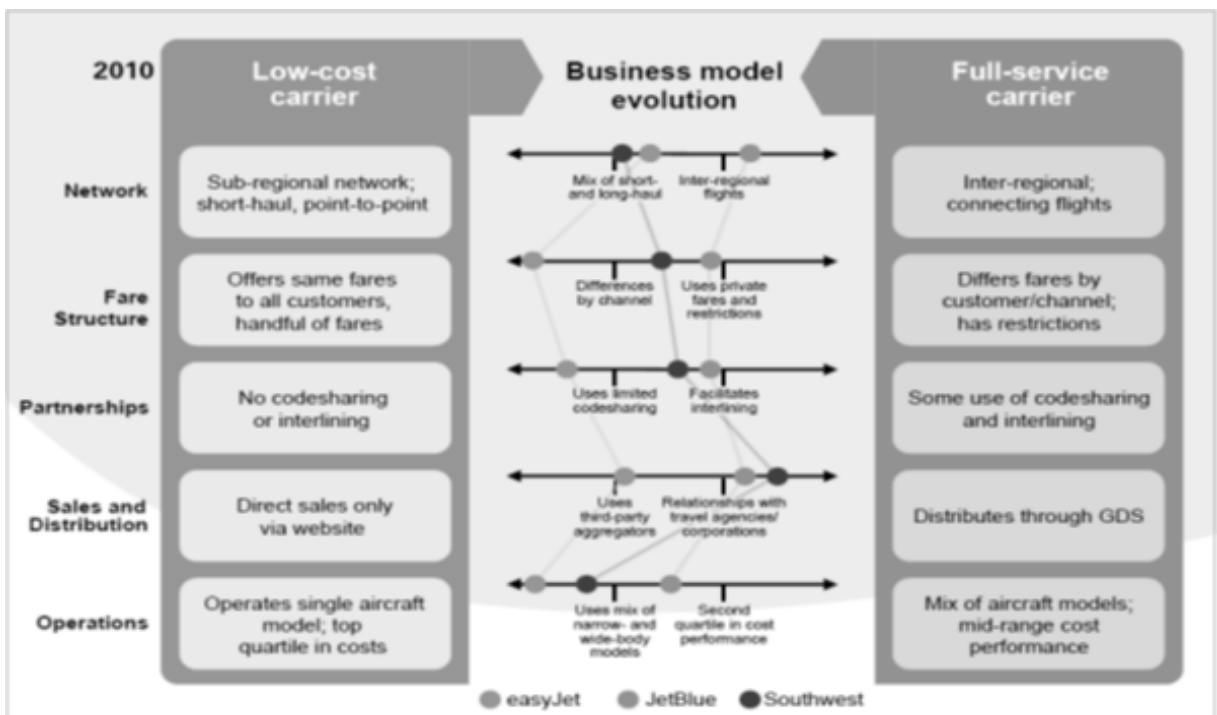 2010
Low-cost
carrier
Business model
evolution
Full-service
carrier
Network
Sub-regional network;
short-haul, point-to-point
Mix of short-
and long-haul
Inter-regional
flights
Inter-regional;
connecting flights
Fare
Structure
Offers same fares
to all customers,
handful of fares
Differences
by channel
Uses private
fares and
restrictions
Differs fares by
customer/channel;
has restrictions
Partnerships
No codesharing
or interlining
Uses limited
codesharing
Facilitates
interlining
Some use of codesharing
and interlining
Sales and
Distribution
Direct sales only
via website
Uses
third-party
aggregators
Relationships with
travel agencies/
corporations
Distributes through GDS
Operations
Operates single aircraft
model; top
quartile in costs
Uses mix of
narrow- and
wide-body
models
Second
quartile in cost
performance
Mix of aircraft models;
mid-range cost
performance
easyJet
JetBlue
Southwest